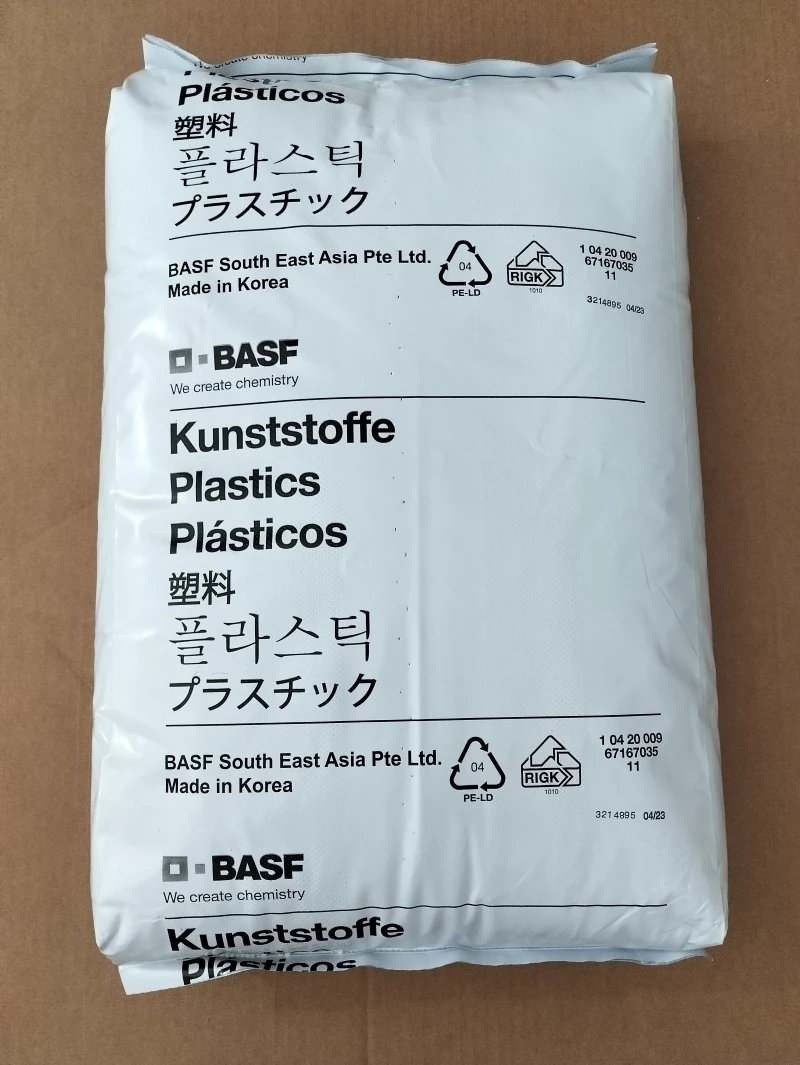 We create chemistry
Plásticos
塑料
플라스틱
プラスチック
BASF South East Asia Pte Ltd.
Made in Korea
04
PE-LD
RIGK
1010
1 04 20 009
67167035
11
3214895 04/23
BASF
We create chemistry
Kunststoffe
Plastics
Plásticos
塑料
플라스틱
プラスチック
BASF South East Asia Pte Ltd.
Made in Korea
04
PE-LD
RIGK
1010
1 04 20 009
67167035
11
3214895 04/23
BASF
We create chemistry
Kunststoffe
Plásticos